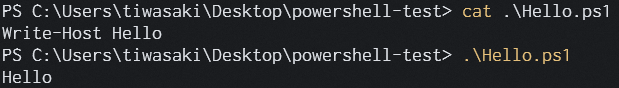 PS C:\Users\tiwasaki\Desktop\powershell-test> cat .\Hello.ps1
Write-Host Hello
PS C:\Users\tiwasaki\Desktop\powershell-test> .\Hello.ps1
Hello